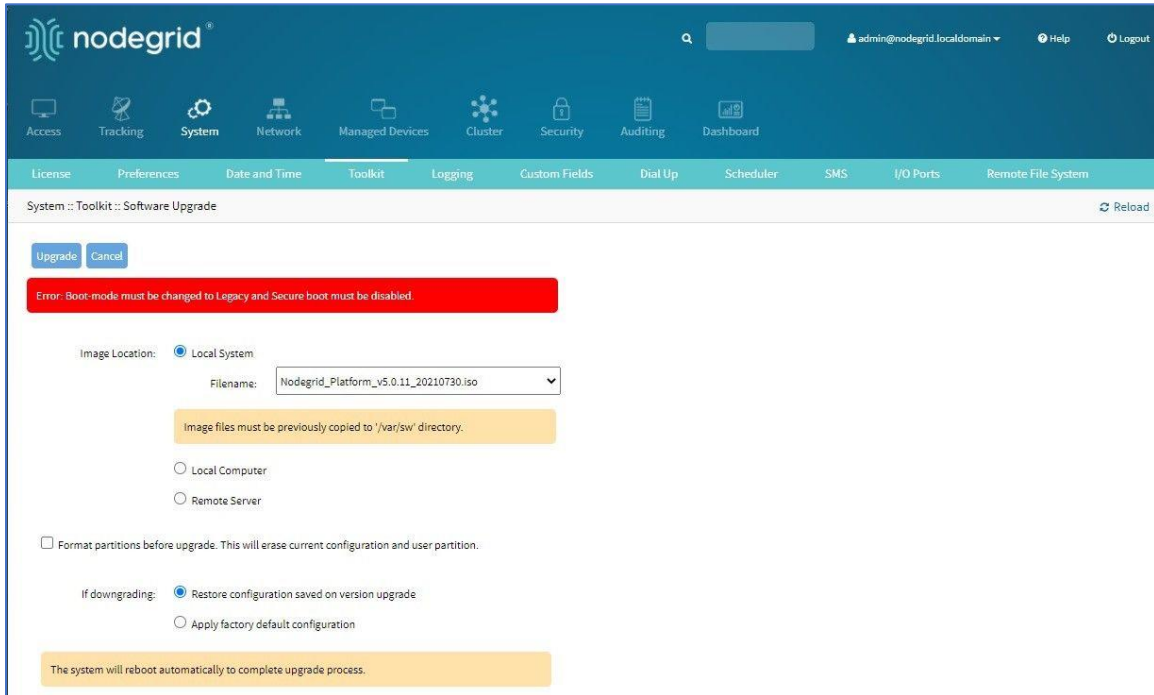 nodegrid®
admin@nodegrid.localdomain Help Logout
Access Tracking System Network Managed Devices Cluster Security Auditing Dashboard
License Preferences Date and Time Toolkit Logging Custom Fields Dial Up Scheduler SMS I/O Ports Remote File System
System :: Toolkit :: Software Upgrade Reload
Upgrade Cancel
Error: Boot-mode must be changed to Legacy and Secure boot must be disabled.
Image Location: Local System
Filename: Nodegrid_Platform_v5.0.11_20210730.iso
Image files must be previously copied to '/var/sw' directory.
Local Computer
Remote Server
Format partitions before upgrade. This will erase current configuration and user partition.
If downgrading: Restore configuration saved on version upgrade
Apply factory default configuration
The system will reboot automatically to complete upgrade process.